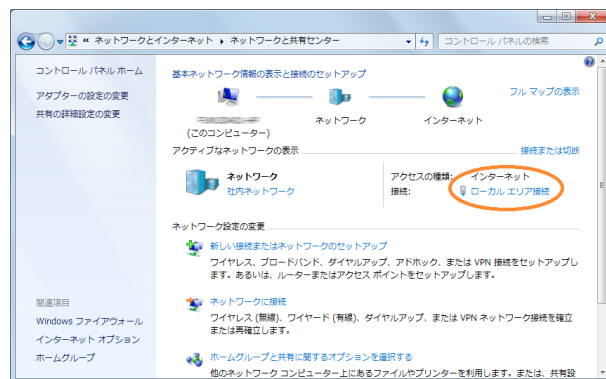 « ネットワークとインターネット ▸ ネットワークと共有センター
コントロール パネルの検索
コントロール パネル ホーム
アダプターの設定の変更
共有の詳細設定の変更
基本ネットワーク情報の表示と接続のセットアップ
フル マップの表示
ネットワーク
インターネット
(このコンピューター)
アクティブなネットワークの表示
接続または切断
ネットワーク
社内ネットワーク
アクセスの種類: インターネット
接続: ローカル エリア接続
ネットワーク設定の変更
新しい接続またはネットワークのセットアップ
ワイヤレス、ブロードバンド、ダイヤルアップ、アドホック、または VPN 接続をセットアップし
ます。あるいは、ルーターまたはアクセス ポイントをセットアップします。
ネットワークに接続
ワイヤレス (無線)、ワイヤード (有線)、ダイヤルアップ、または VPN ネットワーク接続を確立
または再確立します。
ホームグループと共有に関するオプションを選択する
他のネットワーク コンピューター上にあるファイルやプリンターを利用します。または、共有設
関連項目
Windows ファイアウォール
インターネット オプション
ホームグループ